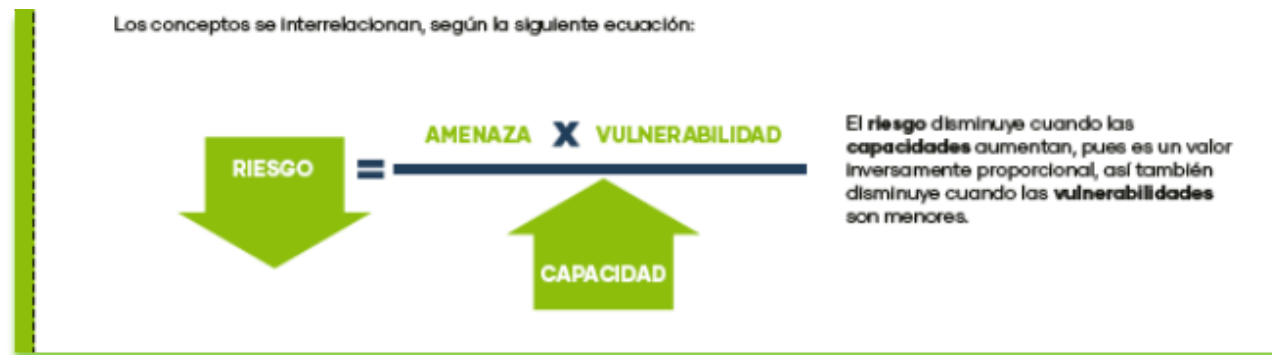 Los conceptos se interrelacionan, según la siguiente ecuación:
AMENAZA X VULNERABILIDAD
RIESGO =
CAPACIDAD
El riesgo disminuye cuando las
capacidades aumentan, pues es un valor
inversamente proporcional, así también
disminuye cuando las vulnerabilidades
son menores.